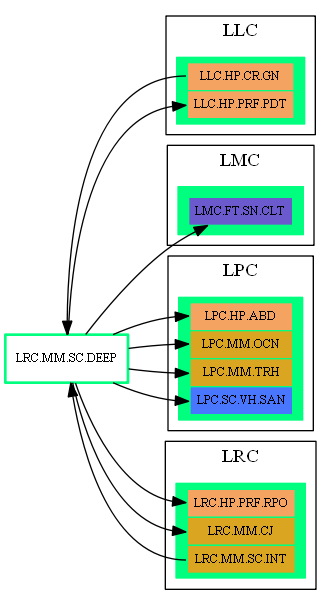 LLC
LLC.HP.CR.GN
LLC.HP.PRF.PDT
LMC
LMC.FT.SN.CLT
LPC
LPC.HP.ABD
LPC.MM.OCN
LRC.MM.SC.DEEP
LPC.MM.TRH
LPC.SC.VH.SAN
LRC
LRC.HP.PRF.RPO
LRC.MM.CJ
LRC.MM.SC.INT